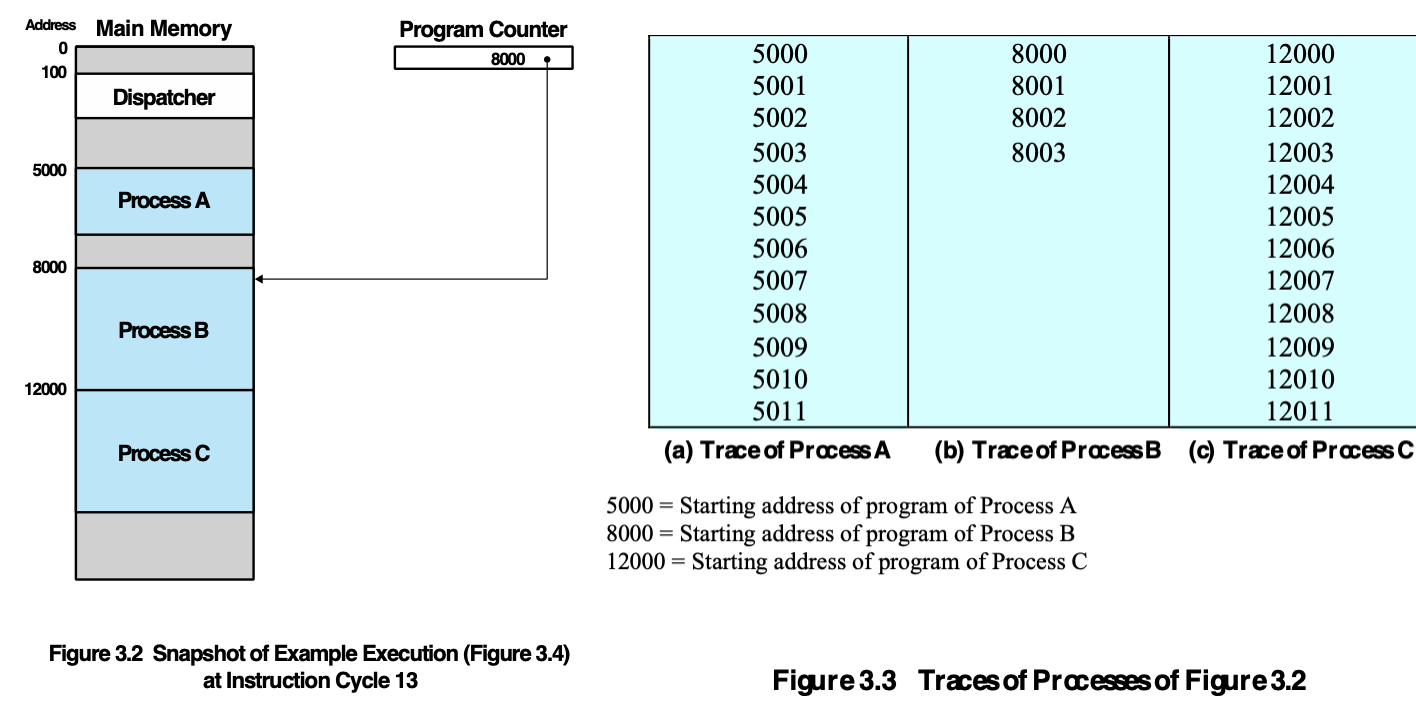 Address Main Memory
0
100
Dispatcher
5000
Process A
8000
Process B
12000
Process C
Program Counter
8000
Figure 3.2 Snapshot of Example Execution (Figure 3.4)
at Instruction Cycle 13
5000 8000 12000
5001 8001 12001
5002 8002 12002
5003 8003 12003
5004 12004
5005 12005
5006 12006
5007 12007
5008 12008
5009 12009
5010 12010
5011 12011
(a) Trace of Process A (b) Trace of Process B (c) Trace of Process C
5000 = Starting address of program of Process A
8000 = Starting address of program of Process B
12000 = Starting address of program of Process C
Figure 3.3 Traces of Processes of Figure 3.2